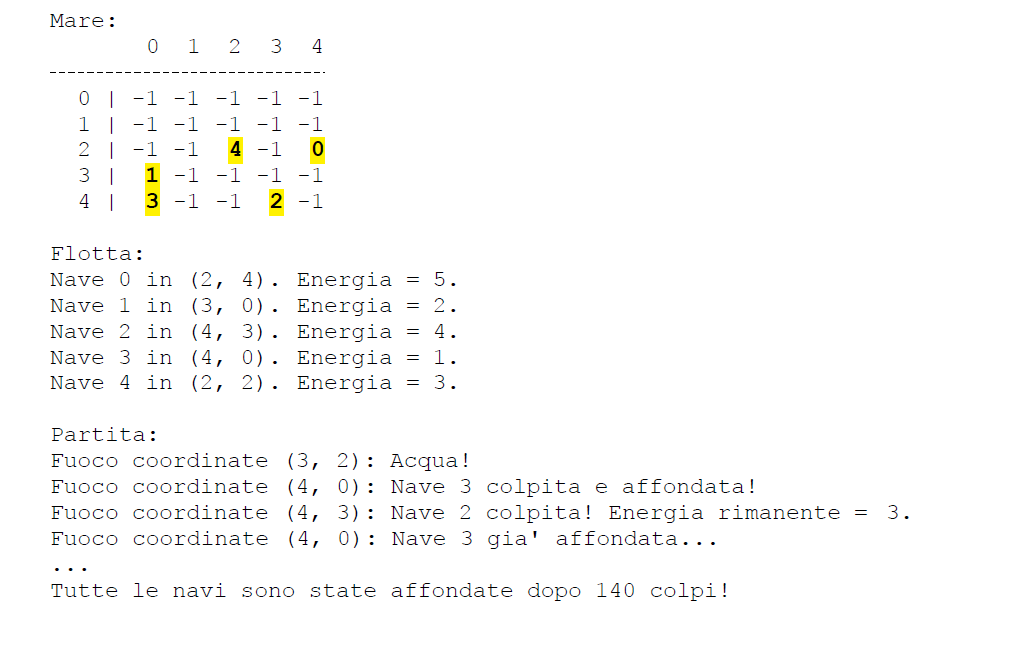 Mare:
0 1 2 3 4
------------------------------
0 | -1 -1 -1 -1 -1
1 | -1 -1 -1 -1 -1
2 | -1 -1 4 -1 0
3 | 1 -1 -1 -1 -1
4 | 3 -1 -1 2 -1
Flotta:
Nave 0 in (2, 4). Energia = 5.
Nave 1 in (3, 0). Energia = 2.
Nave 2 in (4, 3). Energia = 4.
Nave 3 in (4, 0). Energia = 1.
Nave 4 in (2, 2). Energia = 3.
Partita:
Fuoco coordinate (3, 2): Acqua!
Fuoco coordinate (4, 0): Nave 3 colpita e affondata!
Fuoco coordinate (4, 3): Nave 2 colpita! Energia rimanente = 3.
Fuoco coordinate (4, 0): Nave 3 gia' affondata...
...
Tutte le navi sono state affondate dopo 140 colpi!